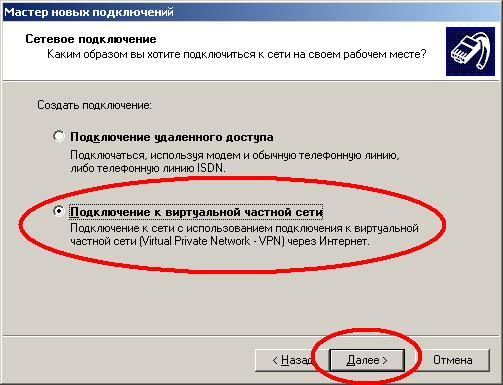 Мастер новых подключений
Сетевое подключение
Каким образом вы хотите подключиться к сети на своем рабочем месте?
Создать подключение:
Подключение удаленного доступа
Подключаться, используя модем и обычную телефонную линию,
либо телефонную линию ISDN.
Подключение к виртуальной частной сети
Подключение к сети с использованием подключения к виртуальной
частной сети (Virtual Private Network - VPN) через Интернет.
< Назад
Далее >
Отмена